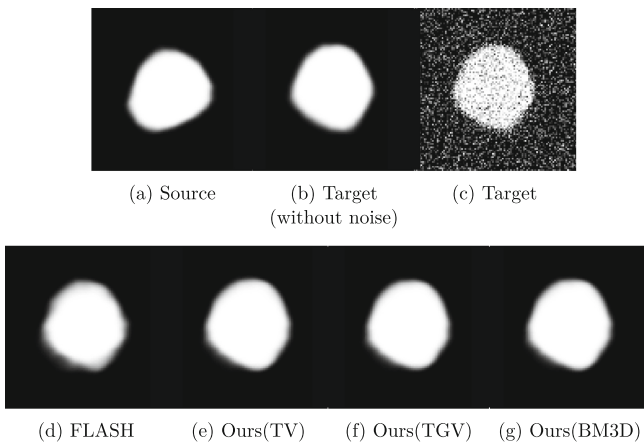 (a) Source
(b) Target
(without noise)
(c) Target
(d) FLASH
(e) Ours(TV)
(f) Ours(TGV)
(g) Ours(BM3D)